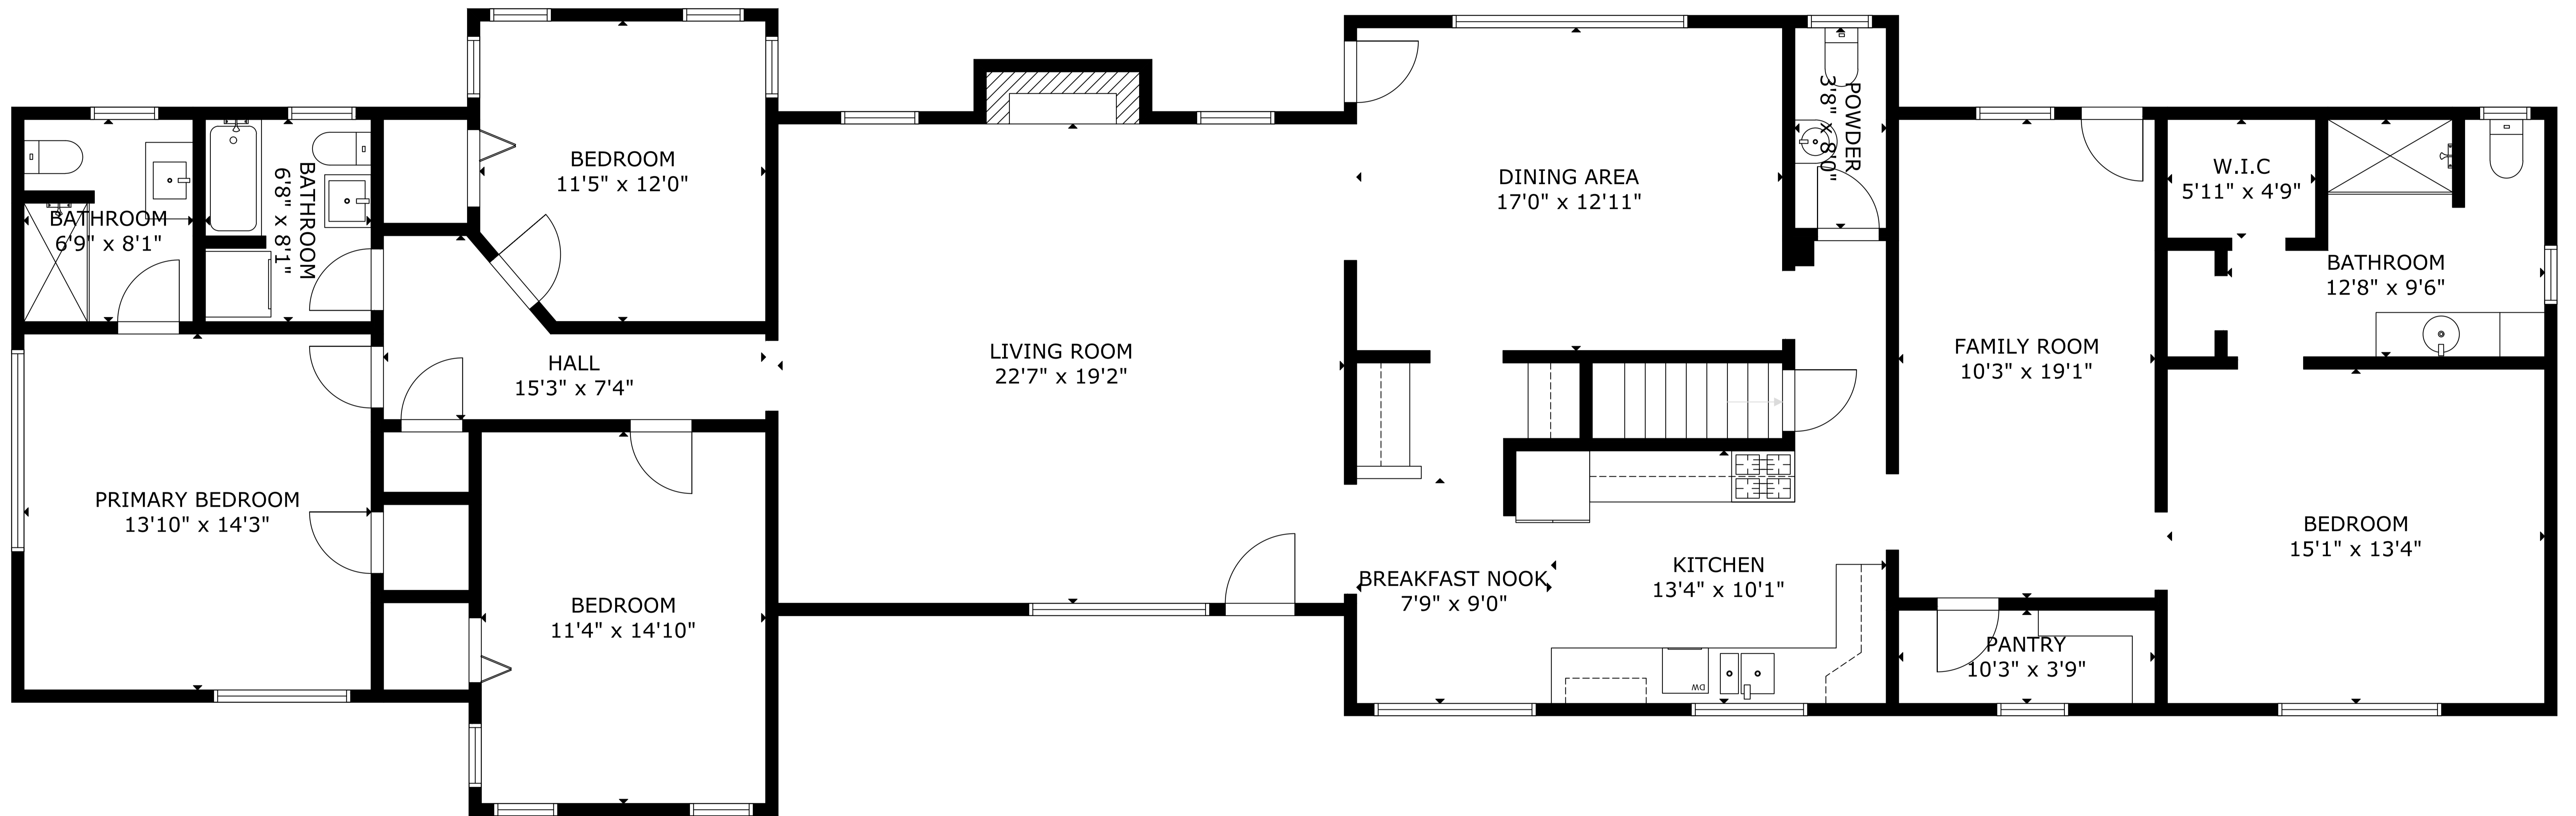 BEDROOM
11'5" x 12'0"
BATHROOM
6'9" x 8'1"
BATHROOM
6'8" x 8'1"
HALL
15'3" x 7'4"
PRIMARY BEDROOM
13'10" x 14'3"
BEDROOM
11'4" x 14'10"
LIVING ROOM
22'7" x 19'2"
DINING AREA
17'0" x 12'11"
POWDER
3'8" x 8'0"
BREAKFAST NOOK
7'9" x 9'0"
KITCHEN
13'4" x 10'1"
DW
FAMILY ROOM
10'3" x 19'1"
PANTRY
10'3" x 3'9"
W.I.C
5'11" x 4'9"
BATHROOM
12'8" x 9'6"
BEDROOM
15'1" x 13'4"